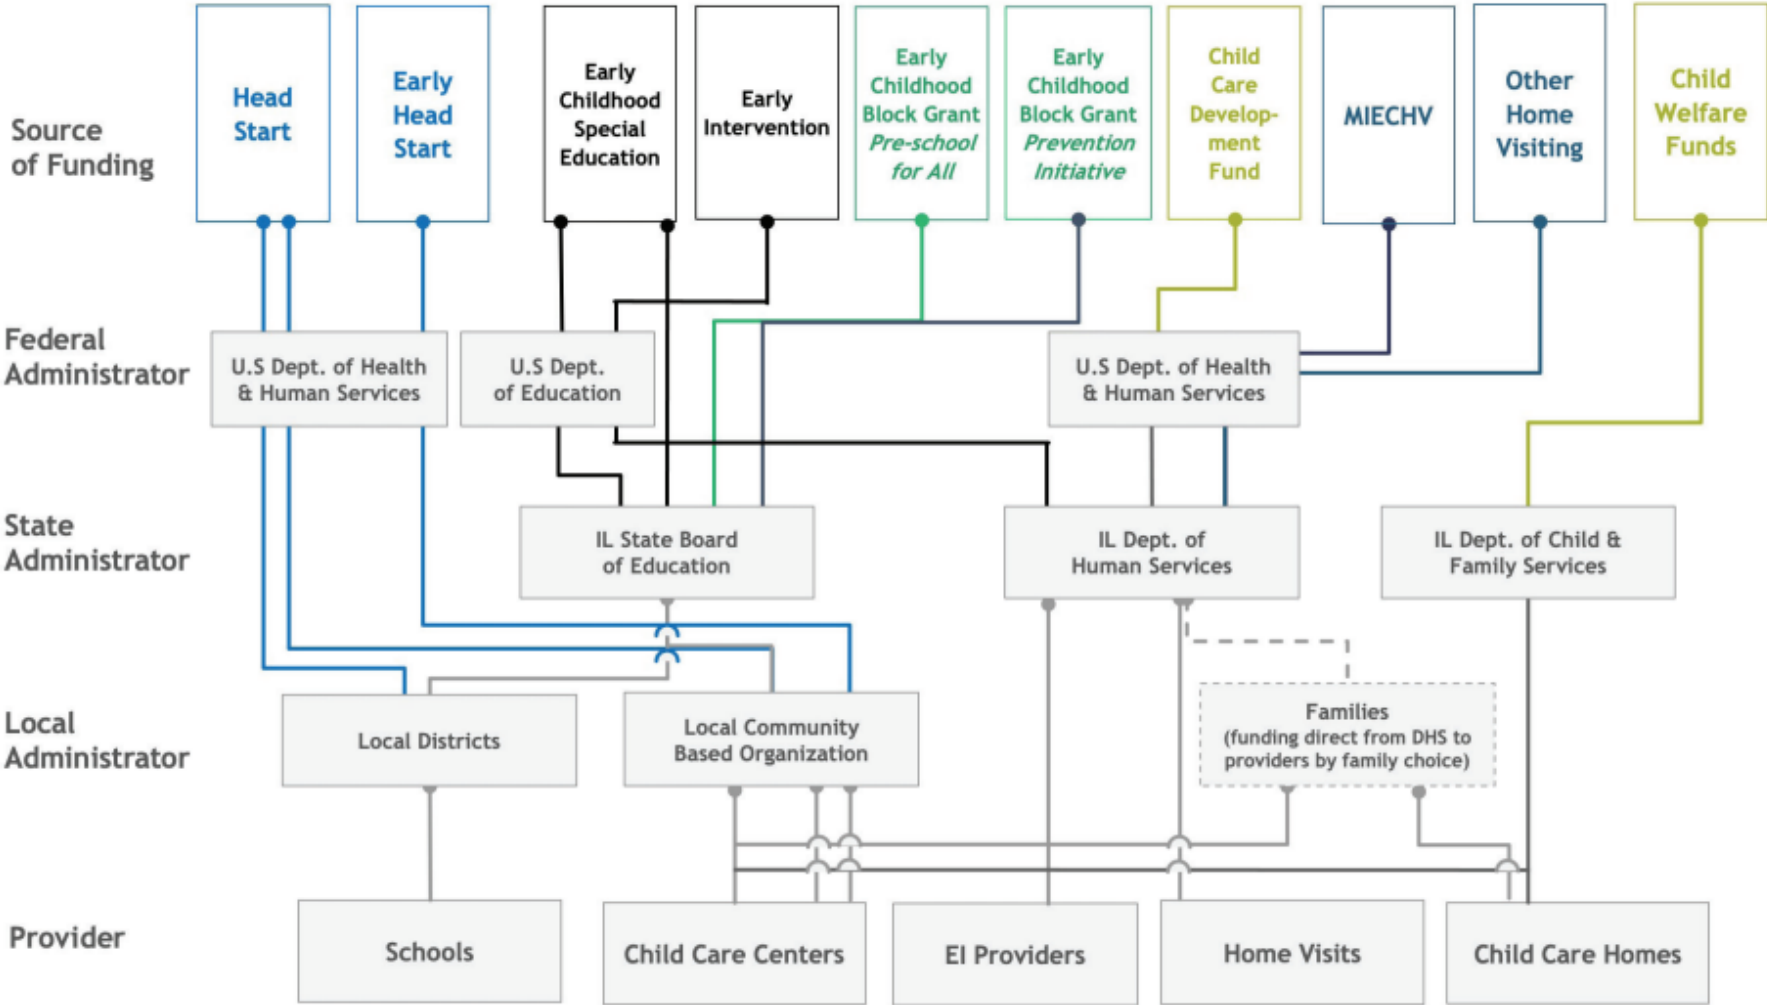 Source
of Funding
Head
Start
Early
Head
Start
Early
Childhood
Special
Education
Early
Intervention
Early
Childhood
Block Grant
Pre-school
for All
Early
Childhood
Block Grant
Prevention
Initiative
Child
Care
Develop-
ment
Fund
MIECHV
Other
Home
Visiting
Child
Welfare
Funds
Federal
Administrator
U.S Dept. of Health
& Human Services
U.S Dept.
of Education
U.S Dept. of Health
& Human Services
State
Administrator
IL State Board
of Education
IL Dept. of
Human Services
IL Dept. of Child &
Family Services
Local
Administrator
Local Districts
Local Community
Based Organization
Families
(funding direct from DHS to
providers by family choice)
Provider
Schools
Child Care Centers
EI Providers
Home Visits
Child Care Homes